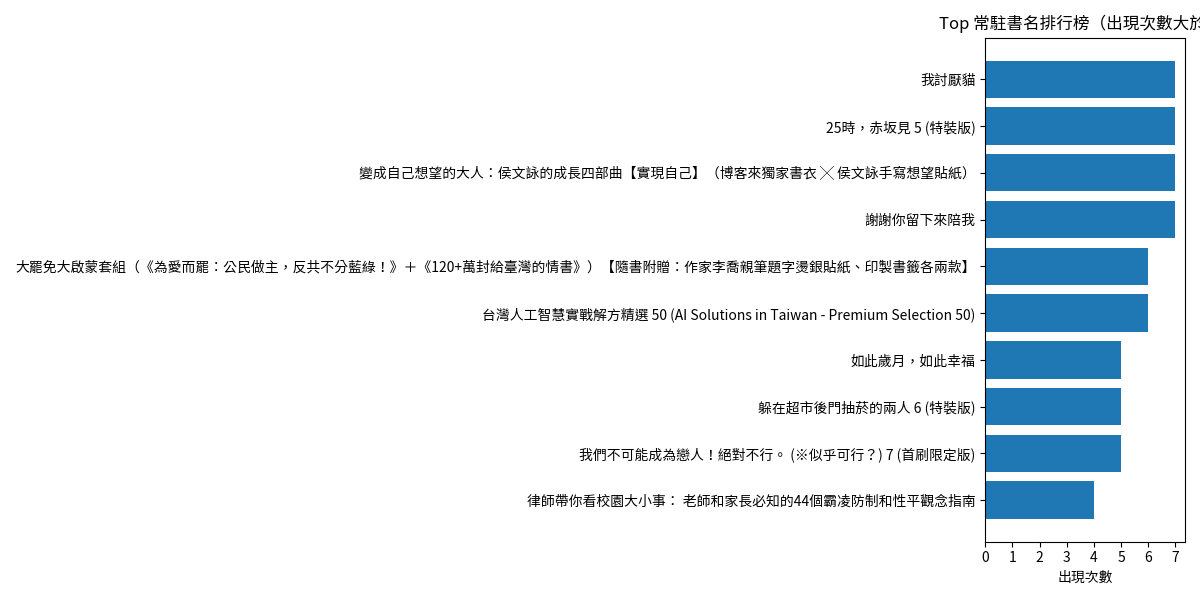 Top 常駐書名排行榜（出現次數大於
我討厭貓
25時，赤坂見 5 (特裝版)
變成自己想望的大人：侯文詠的成長四部曲【實現自己】（博客來獨家書衣 ╳ 侯文詠手寫想望貼紙）
謝謝你留下來陪我
大罷免大啟蒙套組（《為愛而罷：公民做主，反共不分藍綠！》＋《120+萬封給臺灣的情書》）【隨書附贈：作家李喬親筆題字燙銀貼紙、印製書籤各兩款】
台灣人工智慧實戰解方精選 50 (AI Solutions in Taiwan - Premium Selection 50)
如此歲月，如此幸福
躲在超市後門抽菸的兩人 6 (特裝版)
我們不可能成為戀人！絕對不行。 (※似乎可行？) 7 (首刷限定版)
律師帶你看校園大小事： 老師和家長必知的44個霸凌防制和性平觀念指南
0 1 2 3 4 5 6 7
出現次數